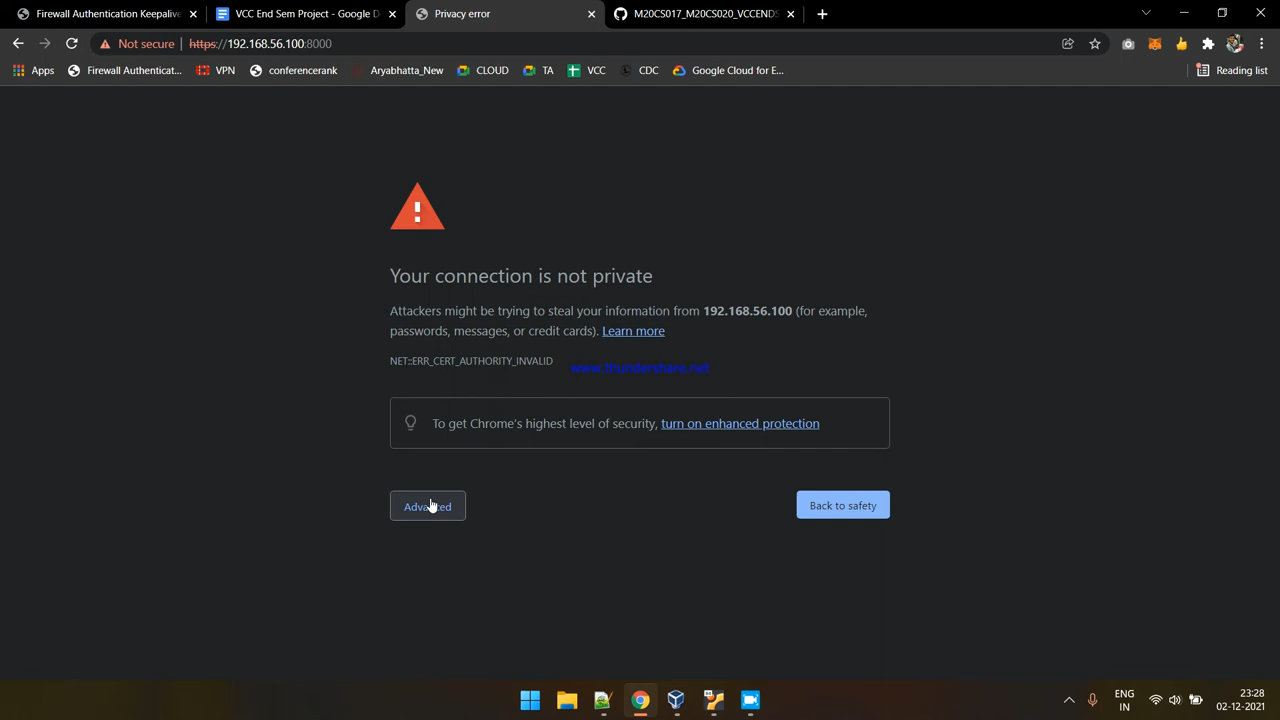 Firewall Authentication Keepalive
VCC End Sem Project - Google D
Privacy error
M20CS017_M20CS020_VCCENDS
Not secure
https://192.168.56.100:8000
Apps
Firewall Authenticat...
VPN
conferencerank
Aryabhatta_New
CLOUD
TA
VCC
CDC
Google Cloud for E...
Reading list
Your connection is not private
Attackers might be trying to steal your information from 192.168.56.100 (for example,
passwords, messages, or credit cards). Learn more
NET::ERR_CERT_AUTHORITY_INVALID
www.thundershare.net
To get Chrome's highest level of security, turn on enhanced protection
Advanced
Back to safety
ENG
IN
23:28
02-12-2021